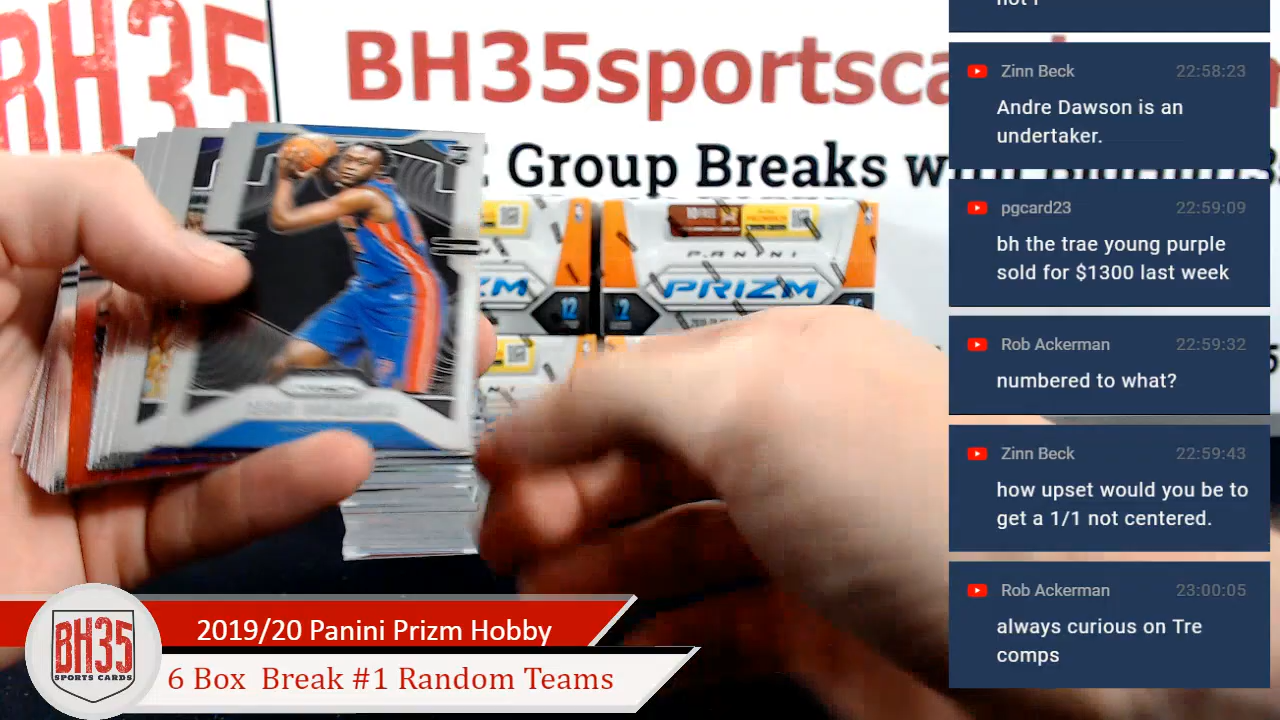 BH35
BH35sportsca
Group Breaks w
PANINI
PRIZM
12
BH35
SPORTS CARDS
2019/20 Panini Prizm Hobby
6 Box Break #1 Random Teams
Zinn Beck 22:58:23
Andre Dawson is an
undertaker.
pgcard23 22:59:09
bh the trae young purple
sold for $1300 last week
Rob Ackerman 22:59:32
numbered to what?
Zinn Beck 22:59:43
how upset would you be to
get a 1/1 not centered.
Rob Ackerman 23:00:05
always curious on Tre
comps